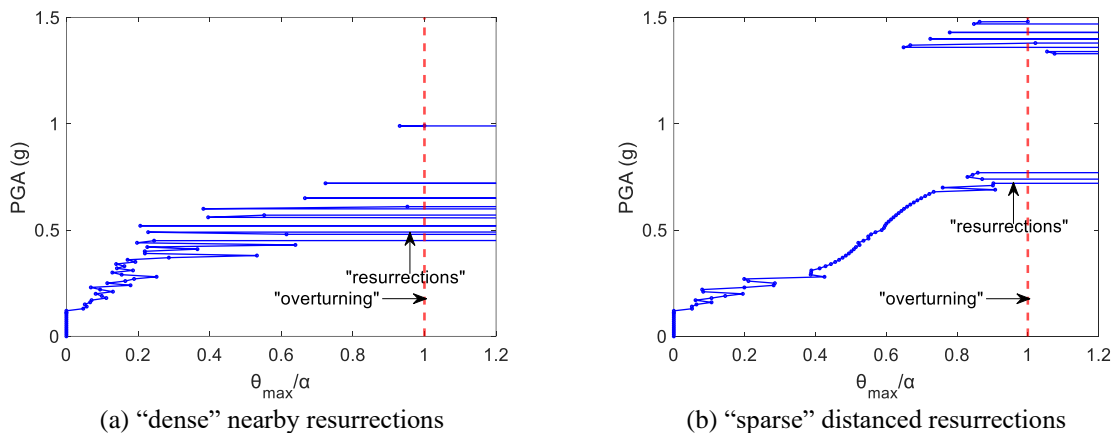 1.5
1
0.5
0
PGA (g)
"resurrections"
"overturning"
0 0.2 0.4 0.6 0.8 1 1.2
θmax/α
(a) “dense” nearby resurrections
1.5
1
0.5
0
PGA (g)
"resurrections"
"overturning"
0 0.2 0.4 0.6 0.8 1 1.2
θmax/α
(b) “sparse” distanced resurrections